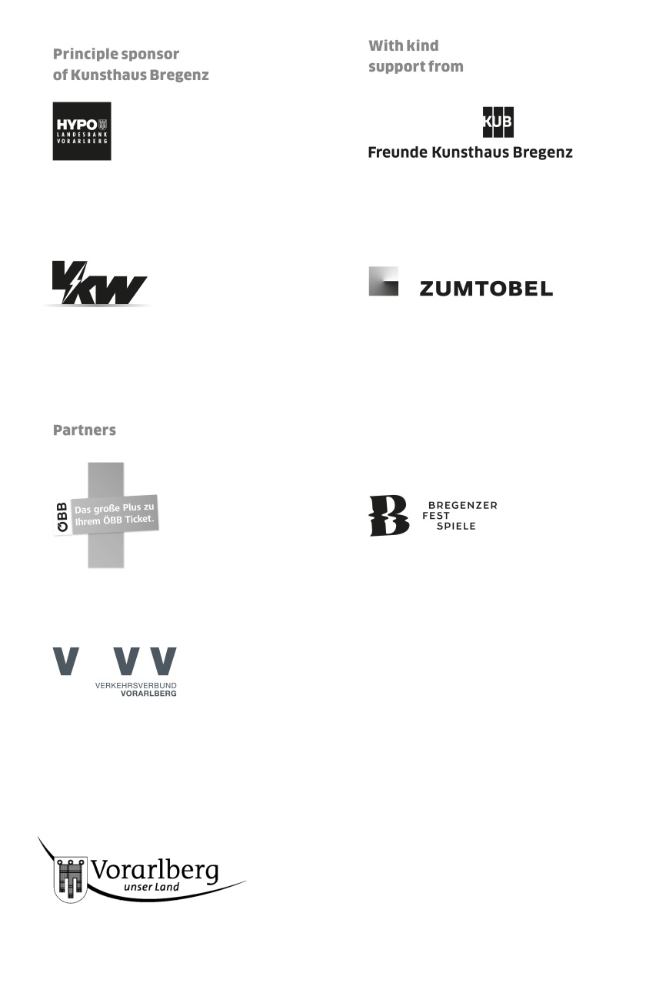 Principle sponsor
of Kunsthaus Bregenz
HYPO
LANDESBANK
VORARLBERG
With kind
support from
KUB
Freunde Kunsthaus Bregenz
VKW
ZUMTOBEL
Partners
ÖBB
Das große Plus zu
Ihrem ÖBB Ticket.
B
BREGENZER
FEST
SPIELE
V VV
VERKEHRSVERBUND
VORARLBERG
Vorarlberg
unser Land